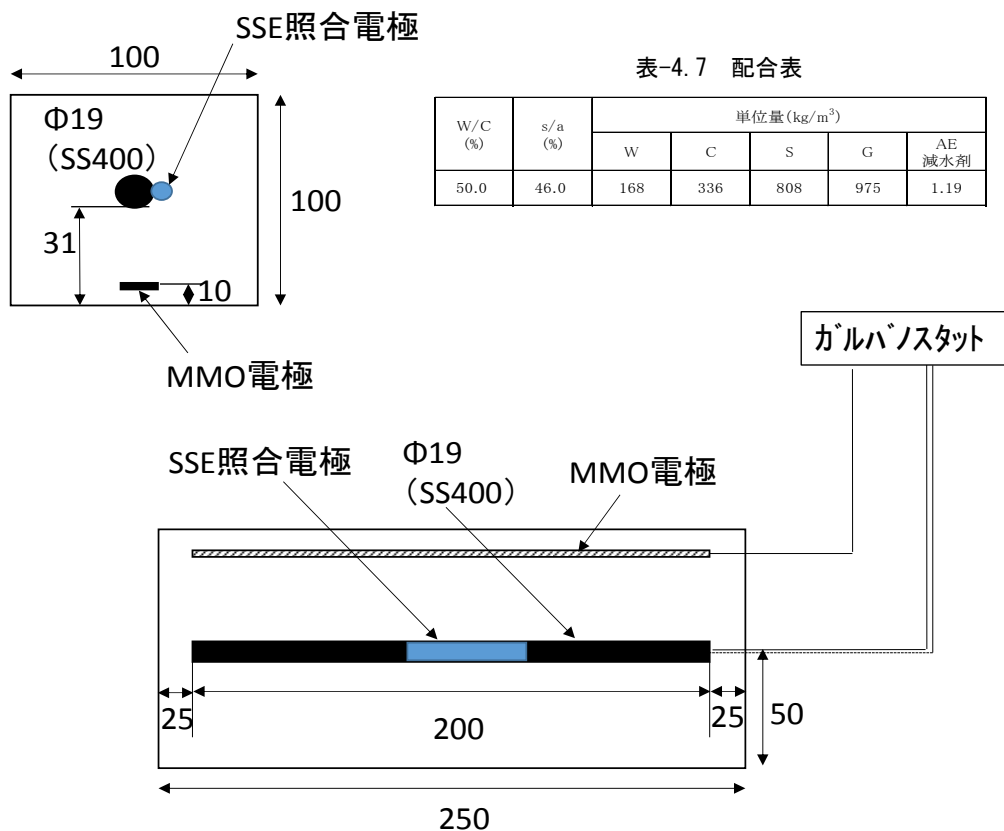 SSE照合電極
100
Φ19
(SS400)
100
31
10
MMO電極
表-4.7 配合表
W/C
(%)
s/a
(%)
単位量(kg/m³)
W
C
S
G
AE
減水剤
50.0
46.0
168
336
808
975
1.19
ｶﾞﾙﾊﾞﾉｽﾀｯﾄ
SSE照合電極
Φ19
(SS400)
MMO電極
25
200
25
50
250